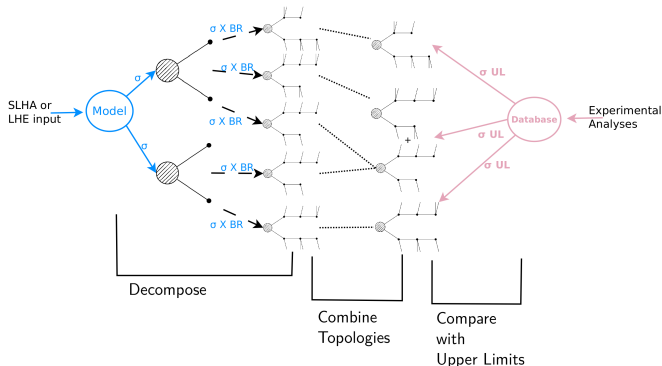 σ X BR
σ
σ X BR
σ UL
SLHA or
LHE input
Model
Experimental
Analyses
Database
σ X BR
σ UL
+
σ
σ X BR
σ UL
σ X BR
Decompose
Combine
Topologies
Compare
with
Upper Limits